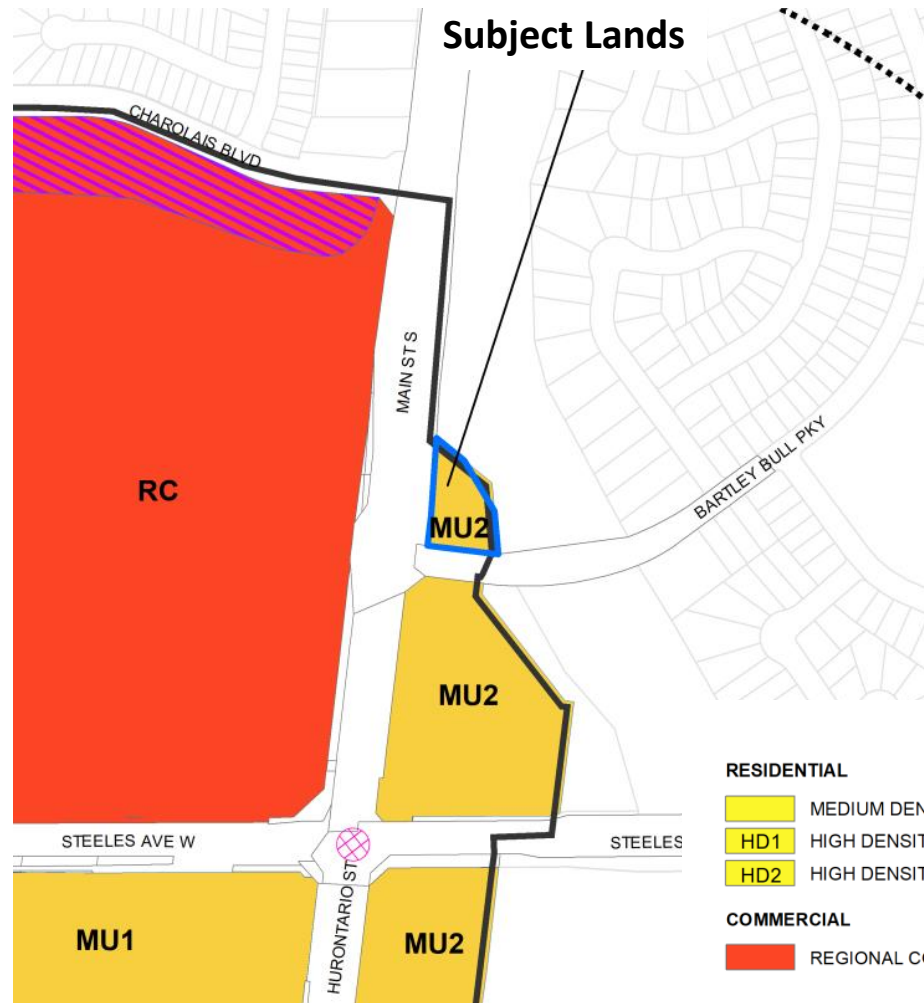 Subject Lands
CHAROLAIS BLVD
MAIN ST S
BARTLEY BULL PKY
RC
MU2
MU2
RESIDENTIAL
MEDIUM DEN
STEELES AVE W
STEELES
HD1 HIGH DENSIT
HD2 HIGH DENSIT
COMMERCIAL
MU1
HURONTARIO ST
MU2
REGIONAL CO